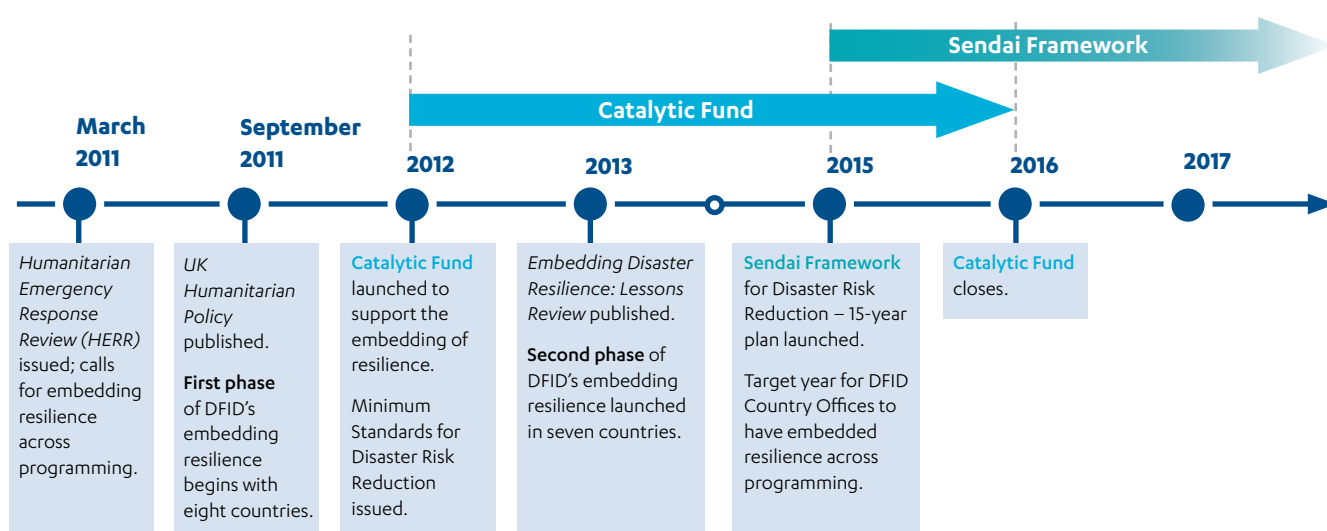 Sendai Framework
Catalytic Fund
March
2011
September
2011
2012
2013
2015
2016
2017
Humanitarian
Emergency
Response
Review (HERR)
issued; calls
for embedding
resilience
across
programming.
UK
Humanitarian
Policy
published.
First phase
of DFID’s
embedding
resilience
begins with
eight countries.
Catalytic Fund
launched to
support the
embedding of
resilience.
Minimum
Standards for
Disaster Risk
Reduction
issued.
Embedding Disaster
Resilience: Lessons
Review published.
Second phase of
DFID’s embedding
resilience launched
in seven countries.
Sendai Framework
for Disaster Risk
Reduction – 15-year
plan launched.
Target year for DFID
Country Offices to
have embedded
resilience across
programming.
Catalytic Fund
closes.